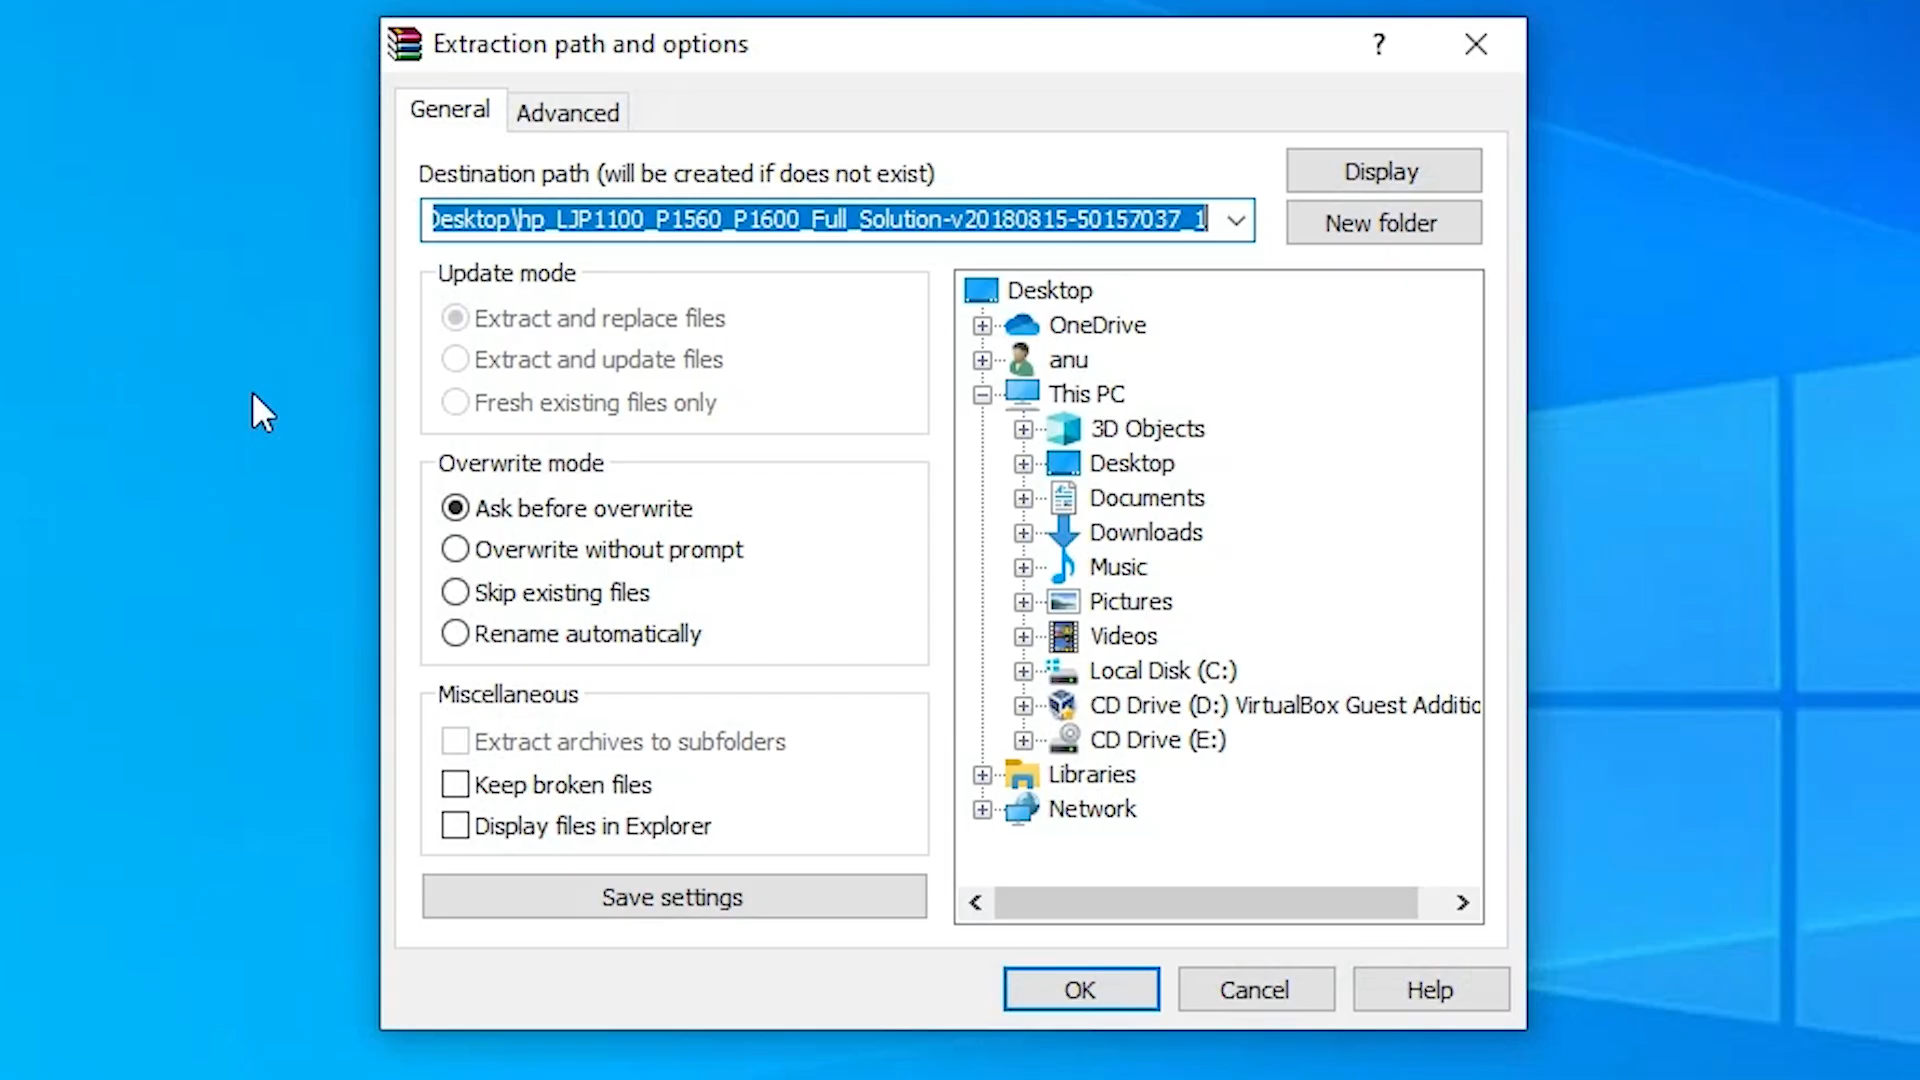 Extraction path and options
?
General
Advanced
Destination path (will be created if does not exist)
Display
Desktop\hp_LJP1100_P1560_P1600_Full_Solution-v20180815-50157037_1
New folder
Update mode
Extract and replace files
Extract and update files
Fresh existing files only
Overwrite mode
Ask before overwrite
Overwrite without prompt
Skip existing files
Rename automatically
Miscellaneous
Extract archives to subfolders
Keep broken files
Display files in Explorer
Save settings
Desktop
OneDrive
anu
This PC
3D Objects
Desktop
Documents
Downloads
Music
Pictures
Videos
Local Disk (C:)
CD Drive (D:) VirtualBox Guest Additic
CD Drive (E:)
Libraries
Network
OK
Cancel
Help